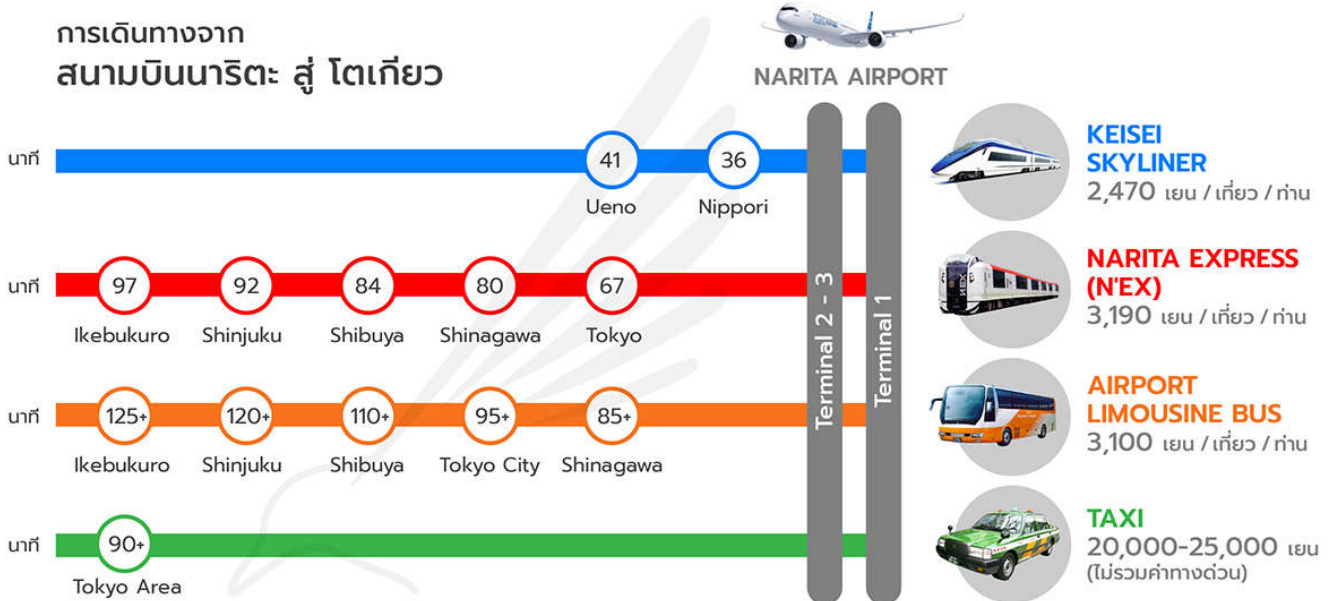 การเดินทางจาก
สนามบินนาริตะ สู่ โตเกียว
NARITA AIRPORT
Terminal 2 - 3
Terminal 1
นาที
41
36
Ueno
Nippori
KEISEI
SKYLINER
2,470 เยน / เที่ยว / ท่าน
นาที
97
92
84
80
67
Ikebukuro
Shinjuku
Shibuya
Shinagawa
Tokyo
NARITA EXPRESS
(N'EX)
3,190 เยน / เที่ยว / ท่าน
นาที
125+
120+
110+
95+
85+
Ikebukuro
Shinjuku
Shibuya
Tokyo City
Shinagawa
AIRPORT
LIMOUSINE BUS
3,100 เยน / เที่ยว / ท่าน
นาที
90+
Tokyo Area
TAXI
20,000-25,000 เยน
(ไม่รวมค่าทางด่วน)